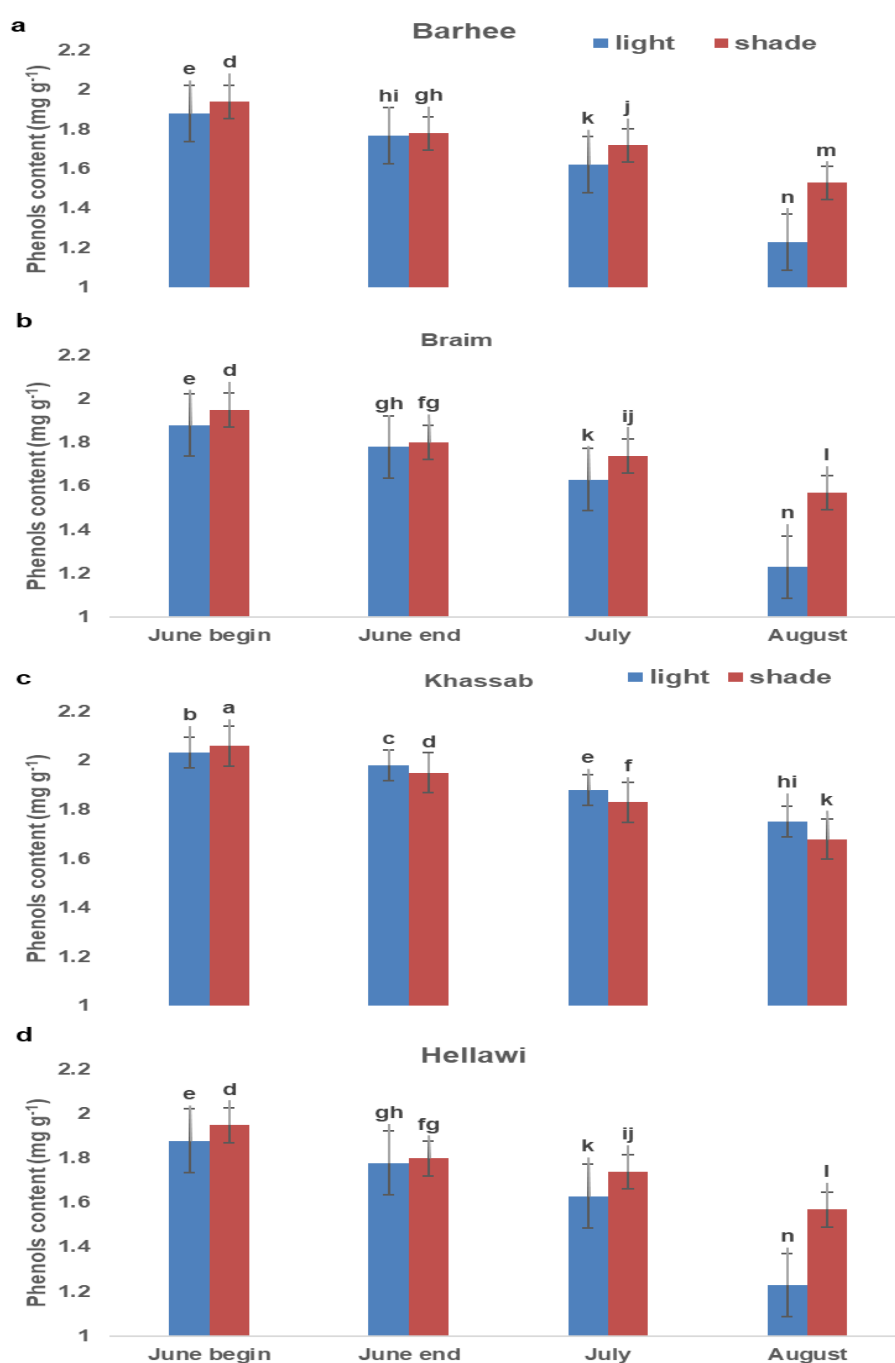 a
Barhee
light shade
Phenols content (mg g-1)
2.2
2
1.8
1.6
1.4
1.2
1
e d hi gh k j n m
b
Braim
Phenols content (mg g-1)
2.2
2
1.8
1.6
1.4
1.2
1
e d gh fg k ij n l
June begin June end July August
c
Khassab
light shade
Phenols content (mg g-1)
2.2
2
1.8
1.6
1.4
1.2
1
b a c d e f hi k
d
Hellawi
Phenols content (mg g-1)
2.2
2
1.8
1.6
1.4
1.2
1
e d gh fg k ij n l
June begin June end July August